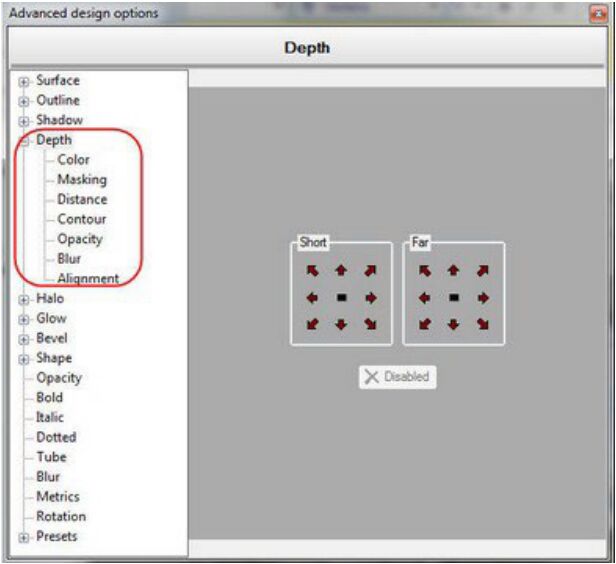 Advanced design options
Depth
Surface
Outline
Shadow
Depth
Color
Masking
Distance
Contour
Opacity
Blur
Alignment
Halo
Glow
Bevel
Shape
Opacity
Bold
Italic
Dotted
Tube
Blur
Metrics
Rotation
Presets
Short
Far
Disabled